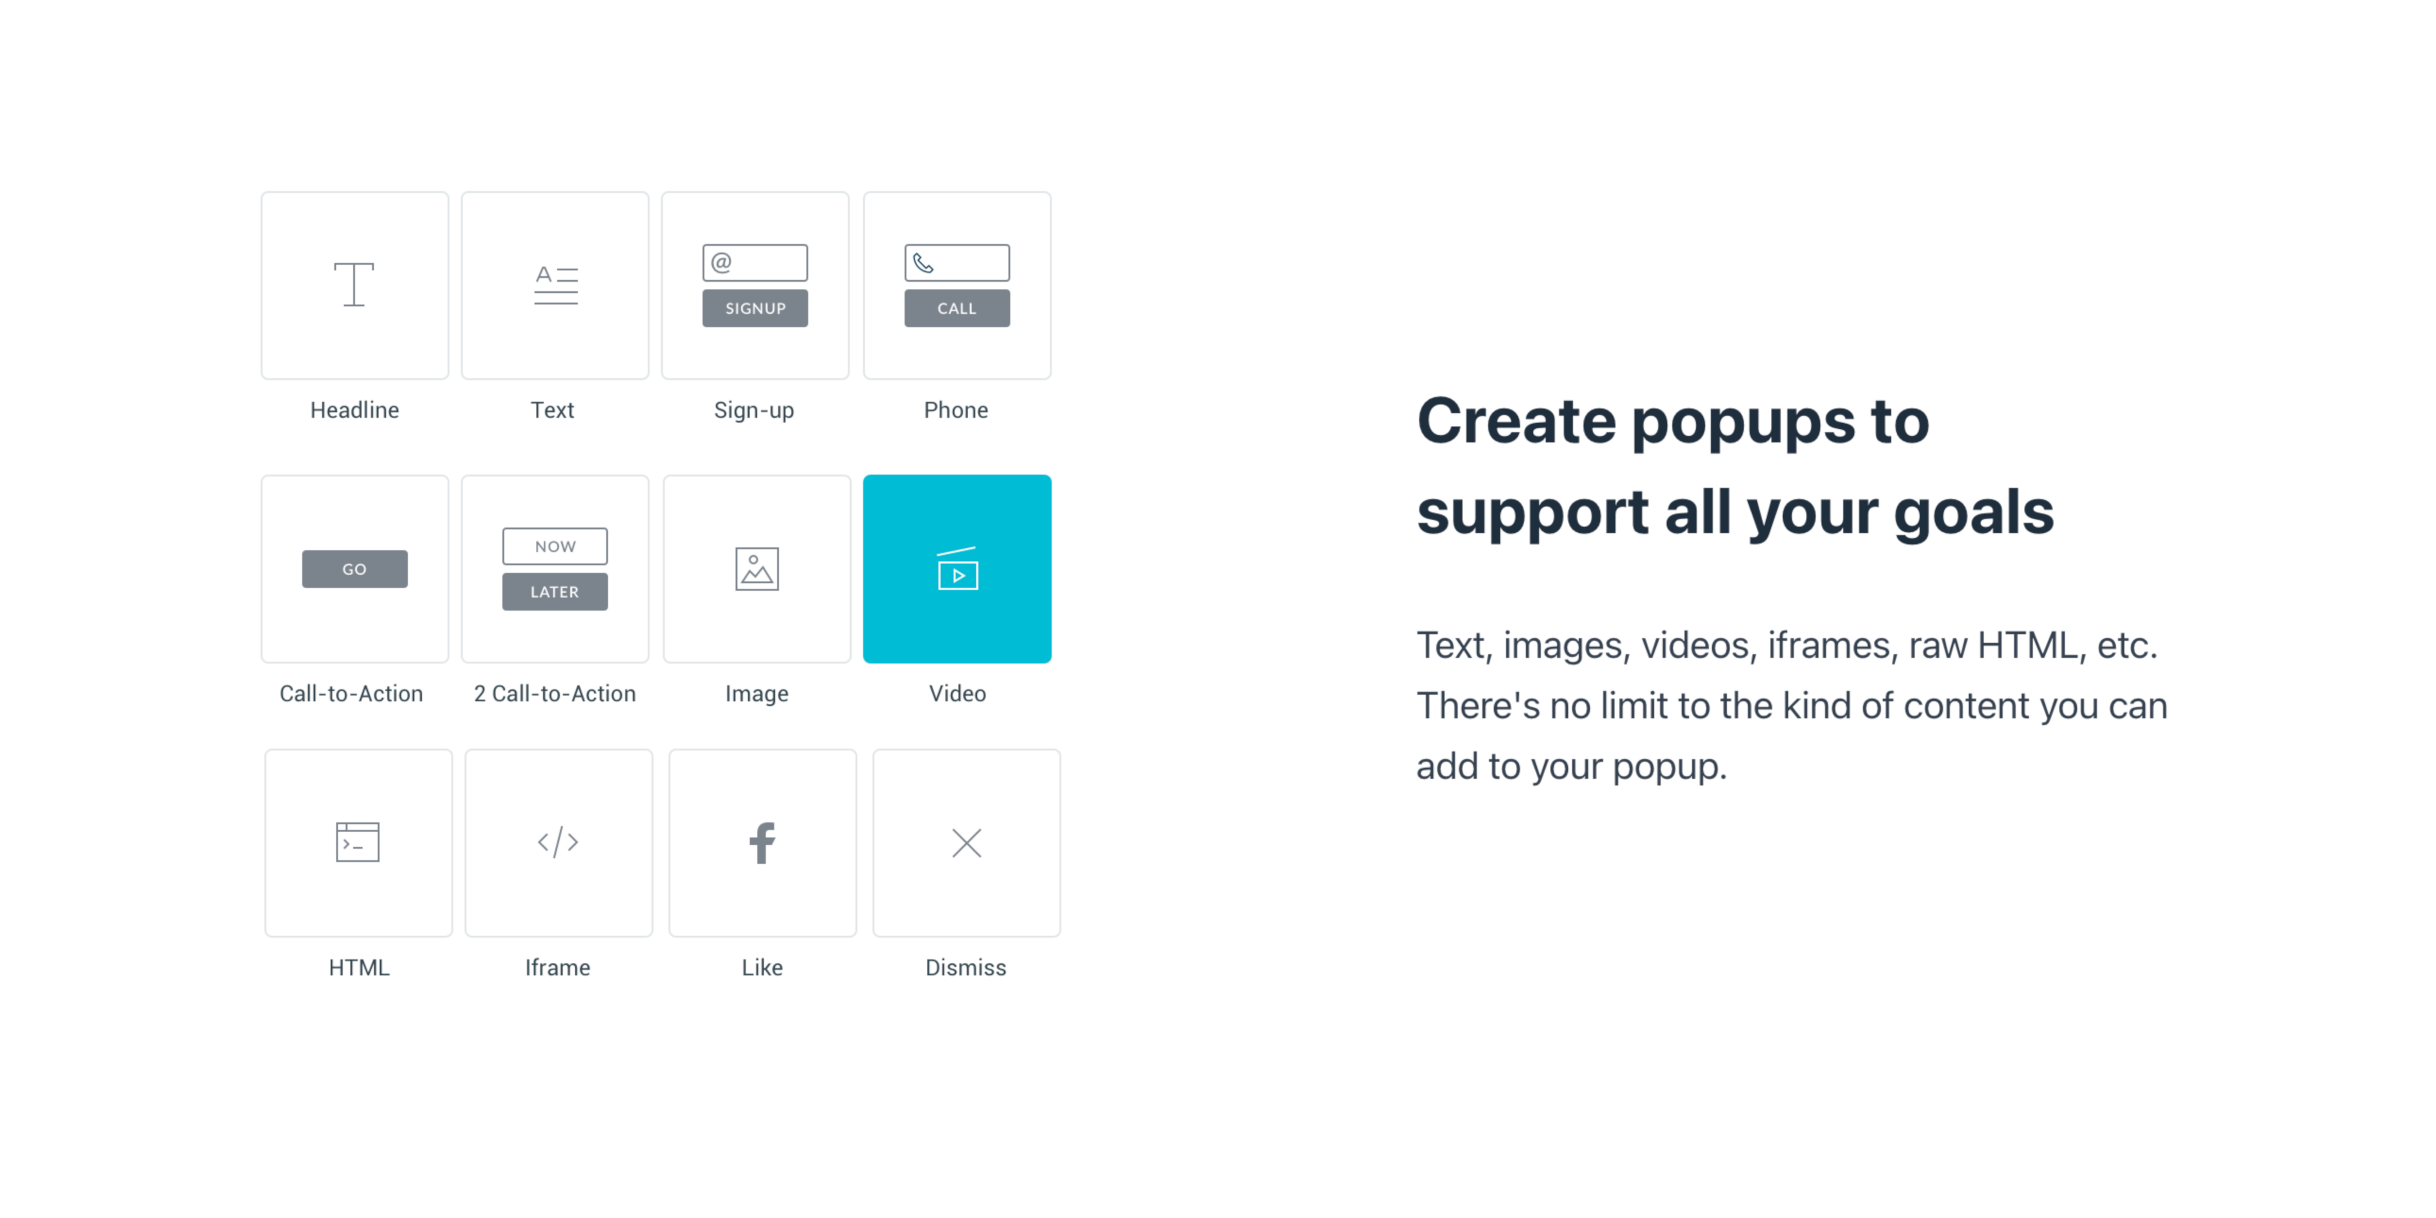 @
SIGNUP
CALL
Headline
Text
Sign-up
Phone
GO
NOW
LATER
Call-to-Action
2 Call-to-Action
Image
Video
HTML
Iframe
Like
Dismiss
Create popups to
support all your goals
Text, images, videos, iframes, raw HTML, etc.
There's no limit to the kind of content you can
add to your popup.